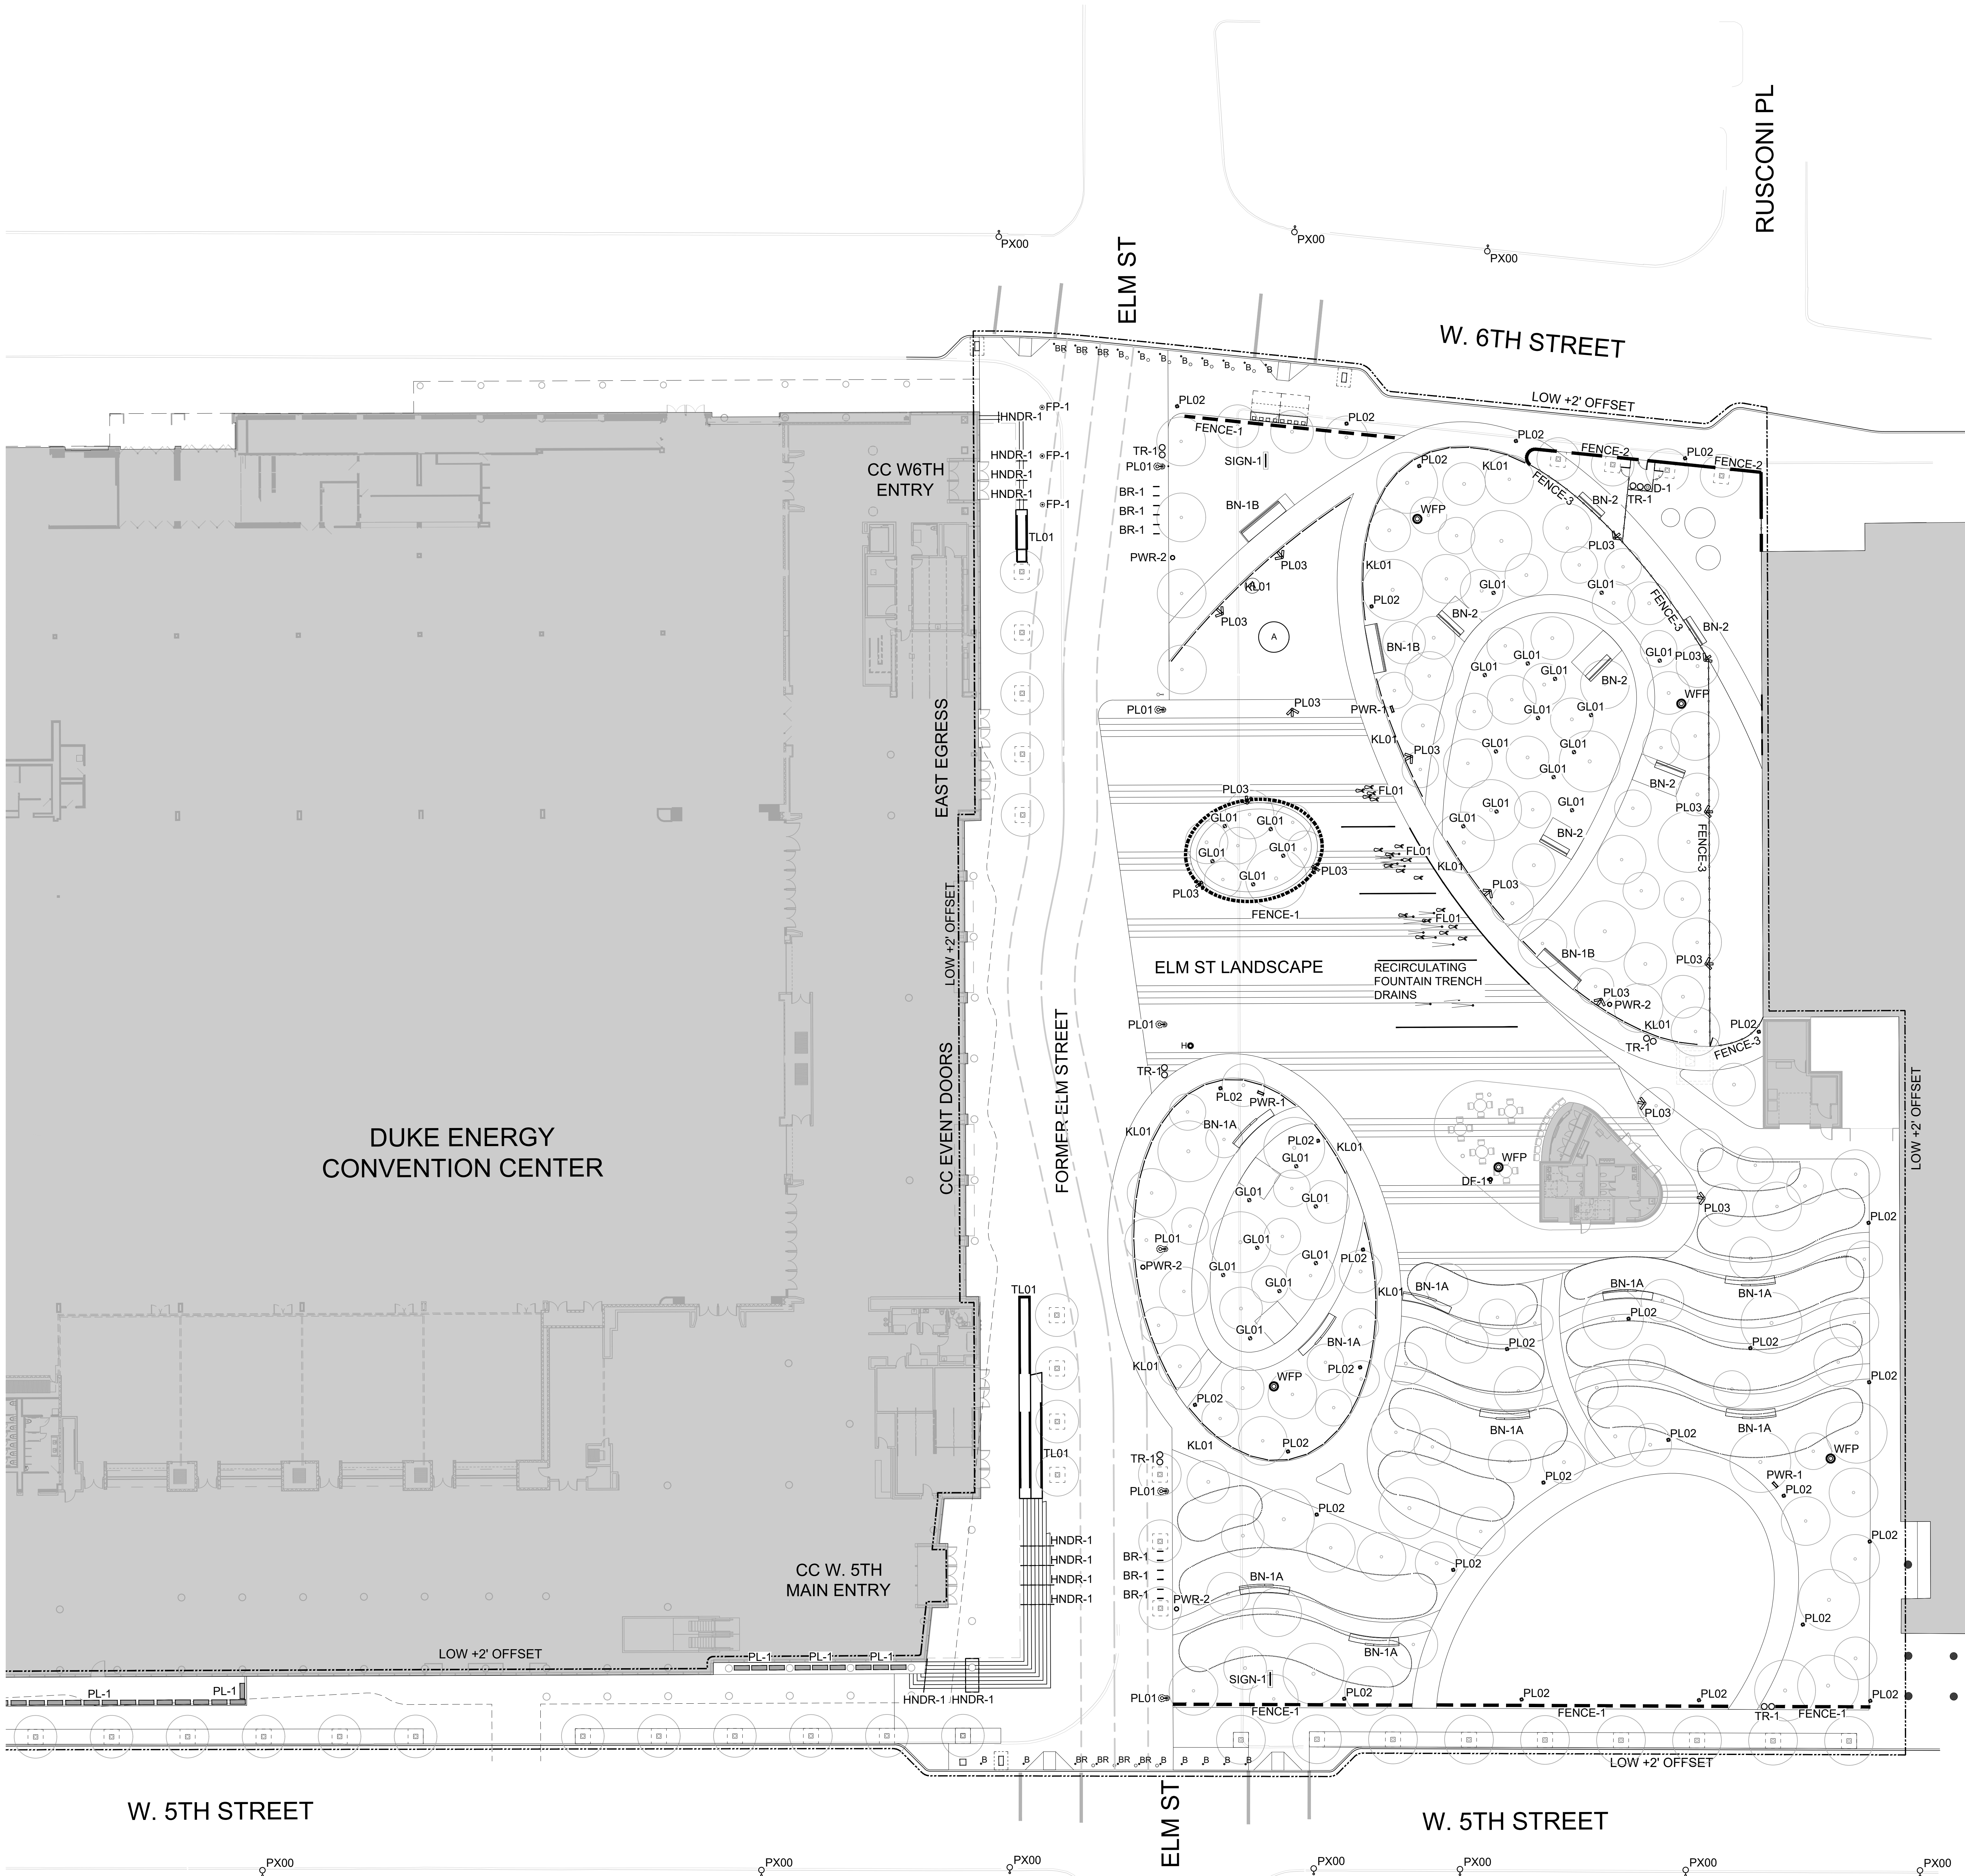 RUSCONI PL
PX00
PX00
PX00
ELM ST
W. 6TH STREET
BR BR BR B B B B B B B B
LOW +2' OFFSET
PL02
PL02
FENCE-1
PL02
PL02
FENCE-2
FENCE-2
HNDR-1
FP-1
TR-1
PL01
SIGN-1
PL02
KL01
FENCE-3
BN-2
TR-1
D-1
CC W6TH
ENTRY
HNDR-1
FP-1
HNDR-1
HNDR-1
FP-1
BR-1
BR-1
BR-1
BN-1B
WFP
TL01
PL03
PWR-2
PL03
KL01
KL01
A
GL01
GL01
FENCE-3
PL02
PL03
BN-2
BN-2
A
BN-1B
GL01
PL03
GL01
GL01
GL01
BN-2
WFP
EAST EGRESS
PL01
PL03
PWR-1
GL01
GL01
KL01
PL03
GL01
GL01
GL01
BN-2
PL03
FL01
GL01
GL01
PL03
GL01
GL01
GL01
FENCE-3
GL01
GL01
FL01
KL01
BN-2
PL03
GL01
PL03
PL03
LOW +2' OFFSET
FENCE-1
FL01
ELM ST LANDSCAPE
RECIRCULATING
FOUNTAIN TRENCH
DRAINS
BN-1B
PL03
PL03
PWR-2
PL01
KL01
PL02
H
TR-1
FENCE-3
FORMER ELM STREET
CC EVENT DOORS
TR-1
PL02
PWR-1
BN-1A
KL01
PL02
KL01
PL03
LOW +2' OFFSET
DUKE ENERGY
CONVENTION CENTER
GL01
WFP
DF-1
GL01
GL01
PL03
PL02
PL01
GL01
GL01
PL02
PWR-2
GL01
GL01
KL01
BN-1A
BN-1A
BN-1A
TL01
PL02
GL01
BN-1A
PL02
PL02
KL01
PL02
WFP
PL02
PL02
BN-1A
BN-1A
PL02
KL01
PL02
TL01
TR-1
WFP
PL02
PWR-1
PL02
PL01
PL02
HNDR-1
PL02
HNDR-1
BR-1
HNDR-1
BR-1
HNDR-1
BR-1
CC W. 5TH
MAIN ENTRY
PL02
BN-1A
PWR-2
PL02
BN-1A
LOW +2' OFFSET
PL-1
PL-1
PL-1
SIGN-1
PL-1
PL-1
HNDR-1
HNDR-1
PL01
PL02
PL02
PL02
PL02
FENCE-1
FENCE-1
TR-1
FENCE-1
B B BR BR BR BR B B B B B
LOW +2' OFFSET
W. 5TH STREET
ELM ST
W. 5TH STREET
PX00
PX00
PX00
PX00
PX00
PX00
PX00